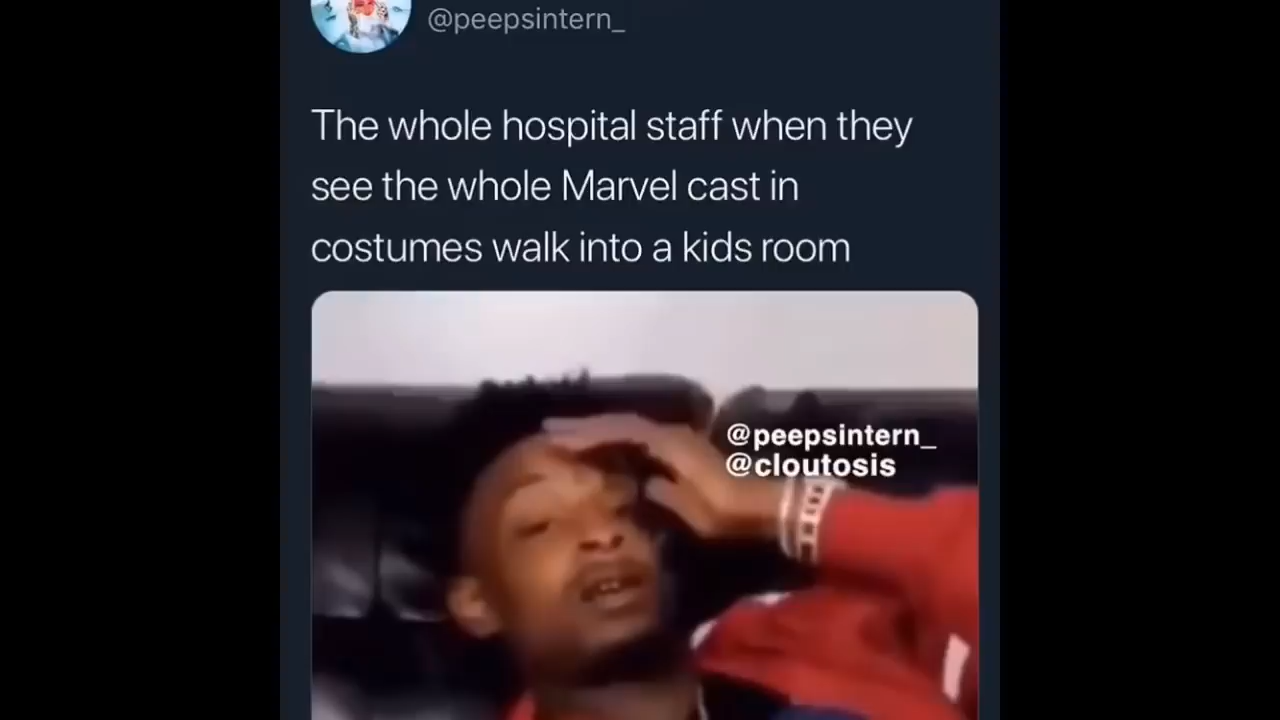 @peepsintern_
The whole hospital staff when they
see the whole Marvel cast in
costumes walk into a kids room
@peepsintern_
@cloutosis